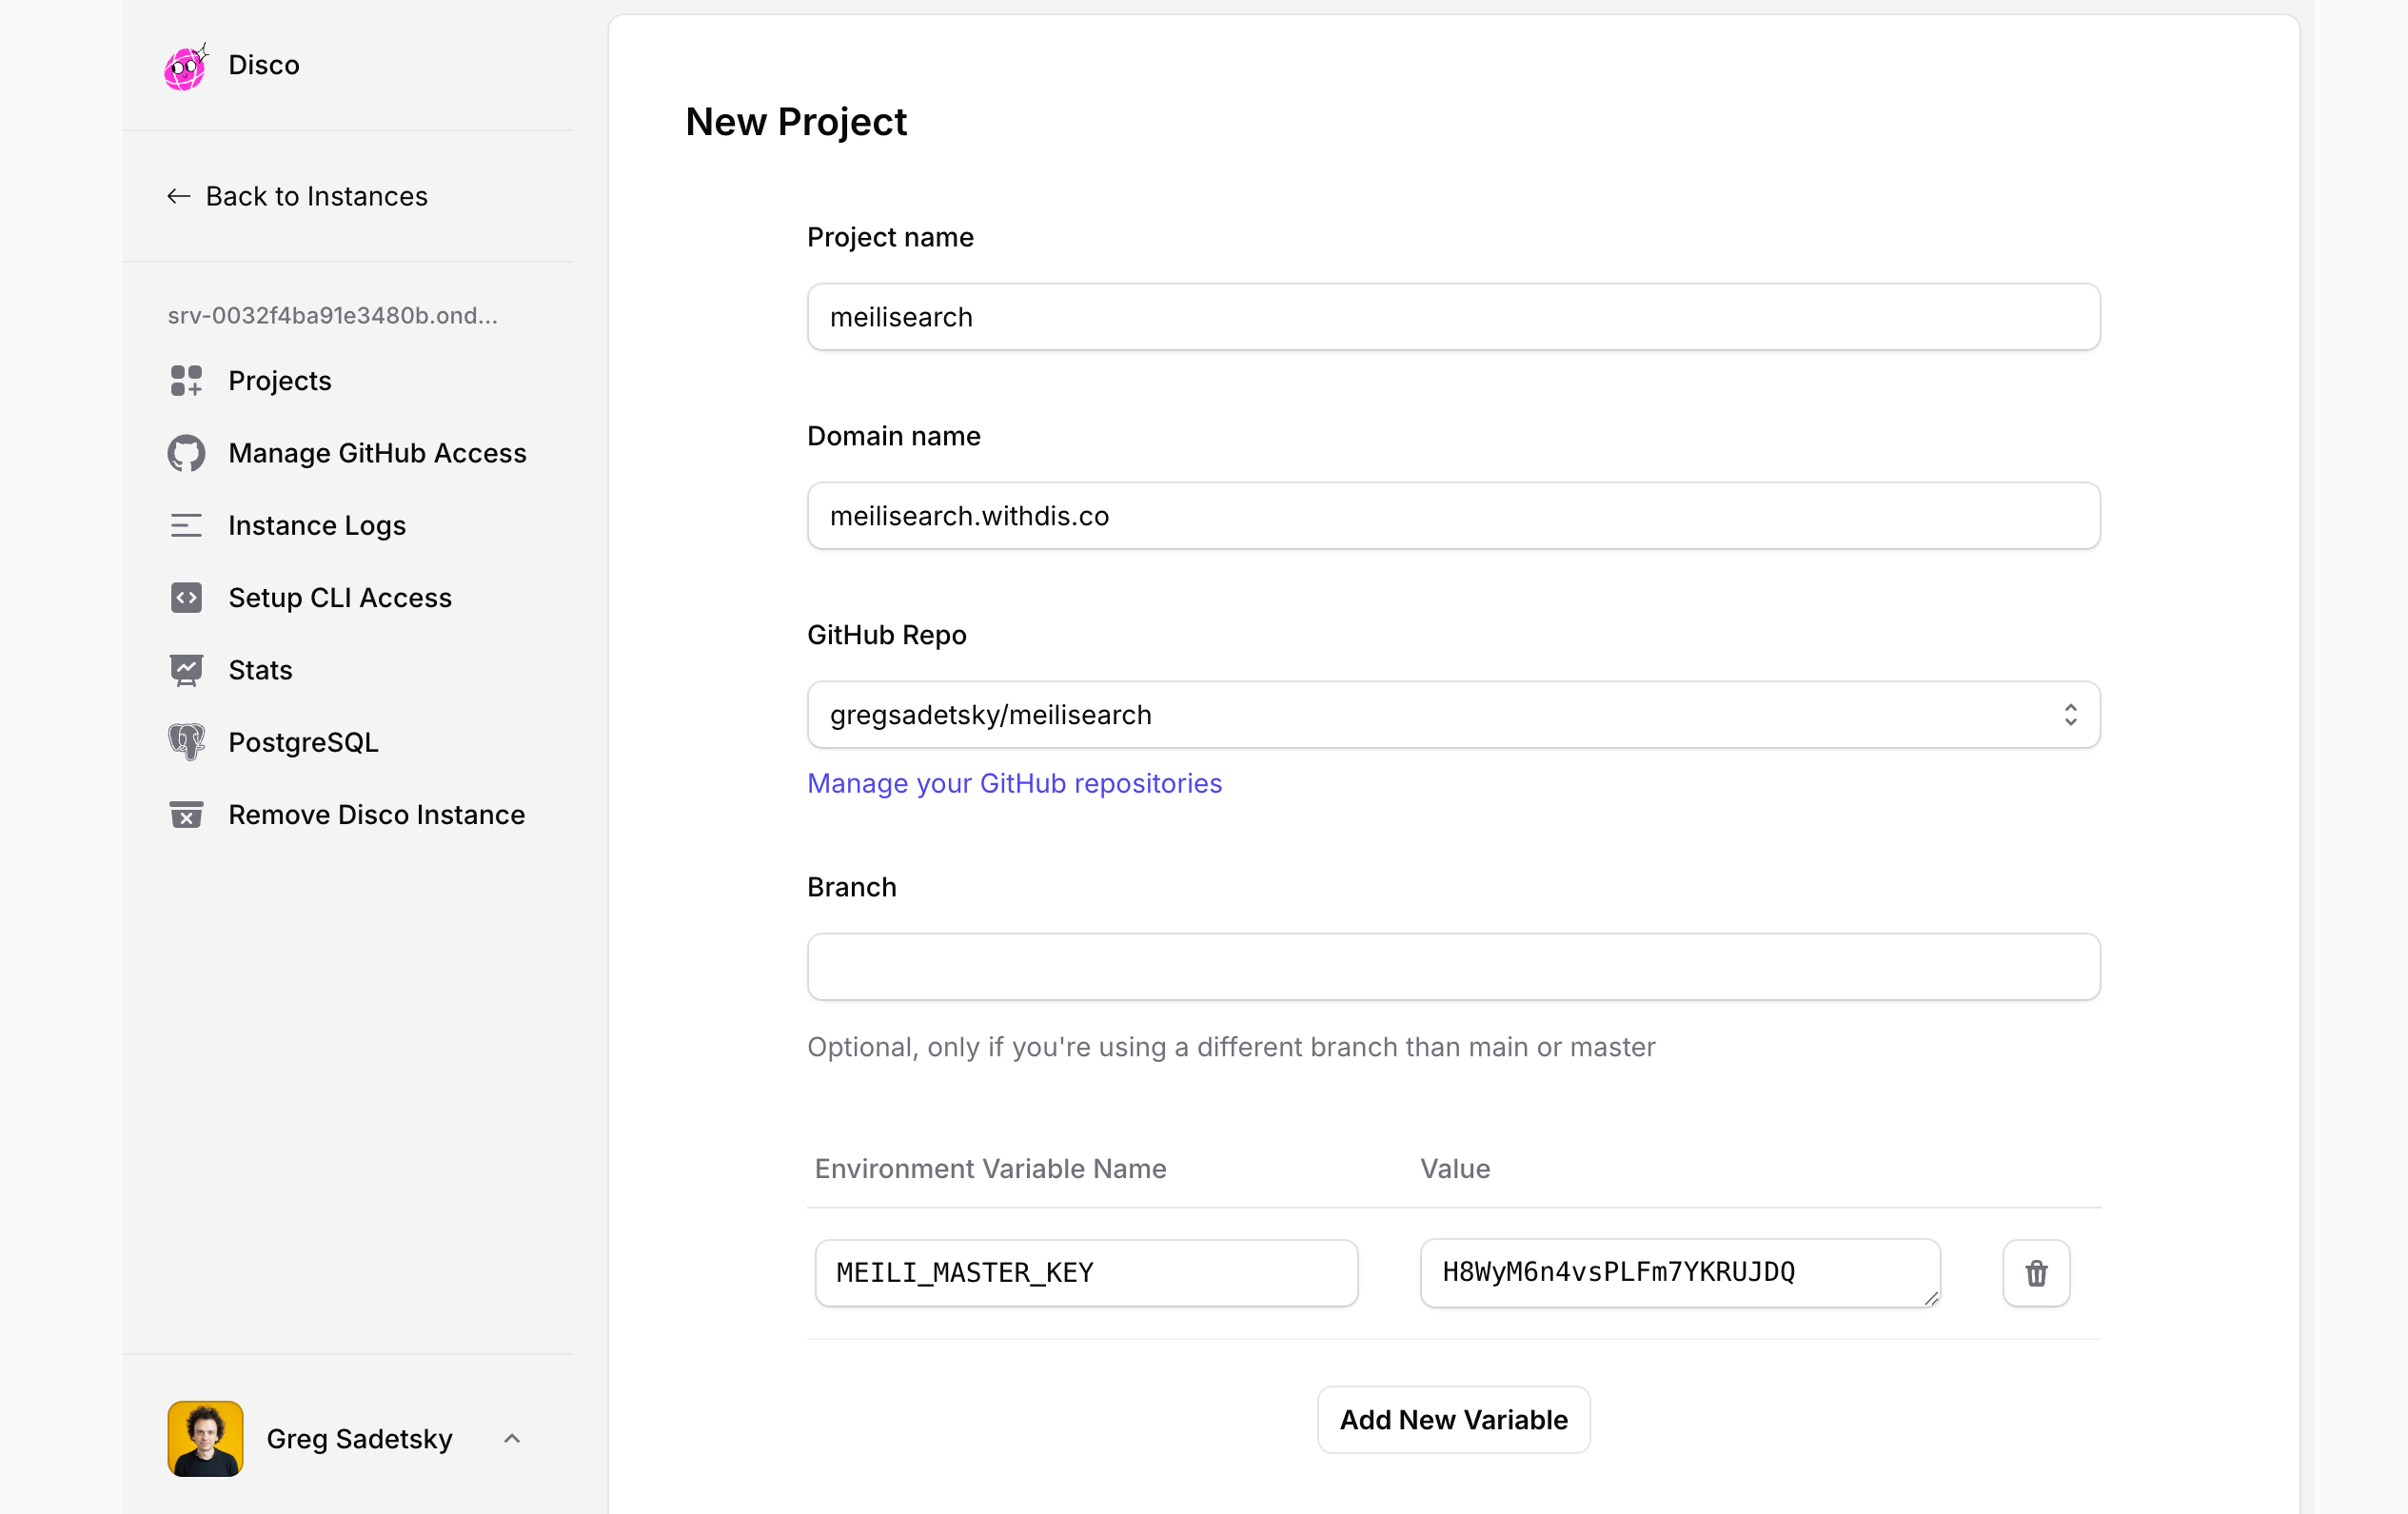 Disco
Back to Instances
srv-0032f4ba91e3480b.ond...
Projects
Manage GitHub Access
Instance Logs
Setup CLI Access
Stats
PostgreSQL
Remove Disco Instance
Greg Sadetsky
New Project
Project name
meilisearch
Domain name
meilisearch.withdis.co
GitHub Repo
gregsadetsky/meilisearch
Manage your GitHub repositories
Branch
Optional, only if you're using a different branch than main or master
Environment Variable Name Value
MEILI_MASTER_KEY H8WyM6n4vsPLFm7YKRUJDQ
Add New Variable